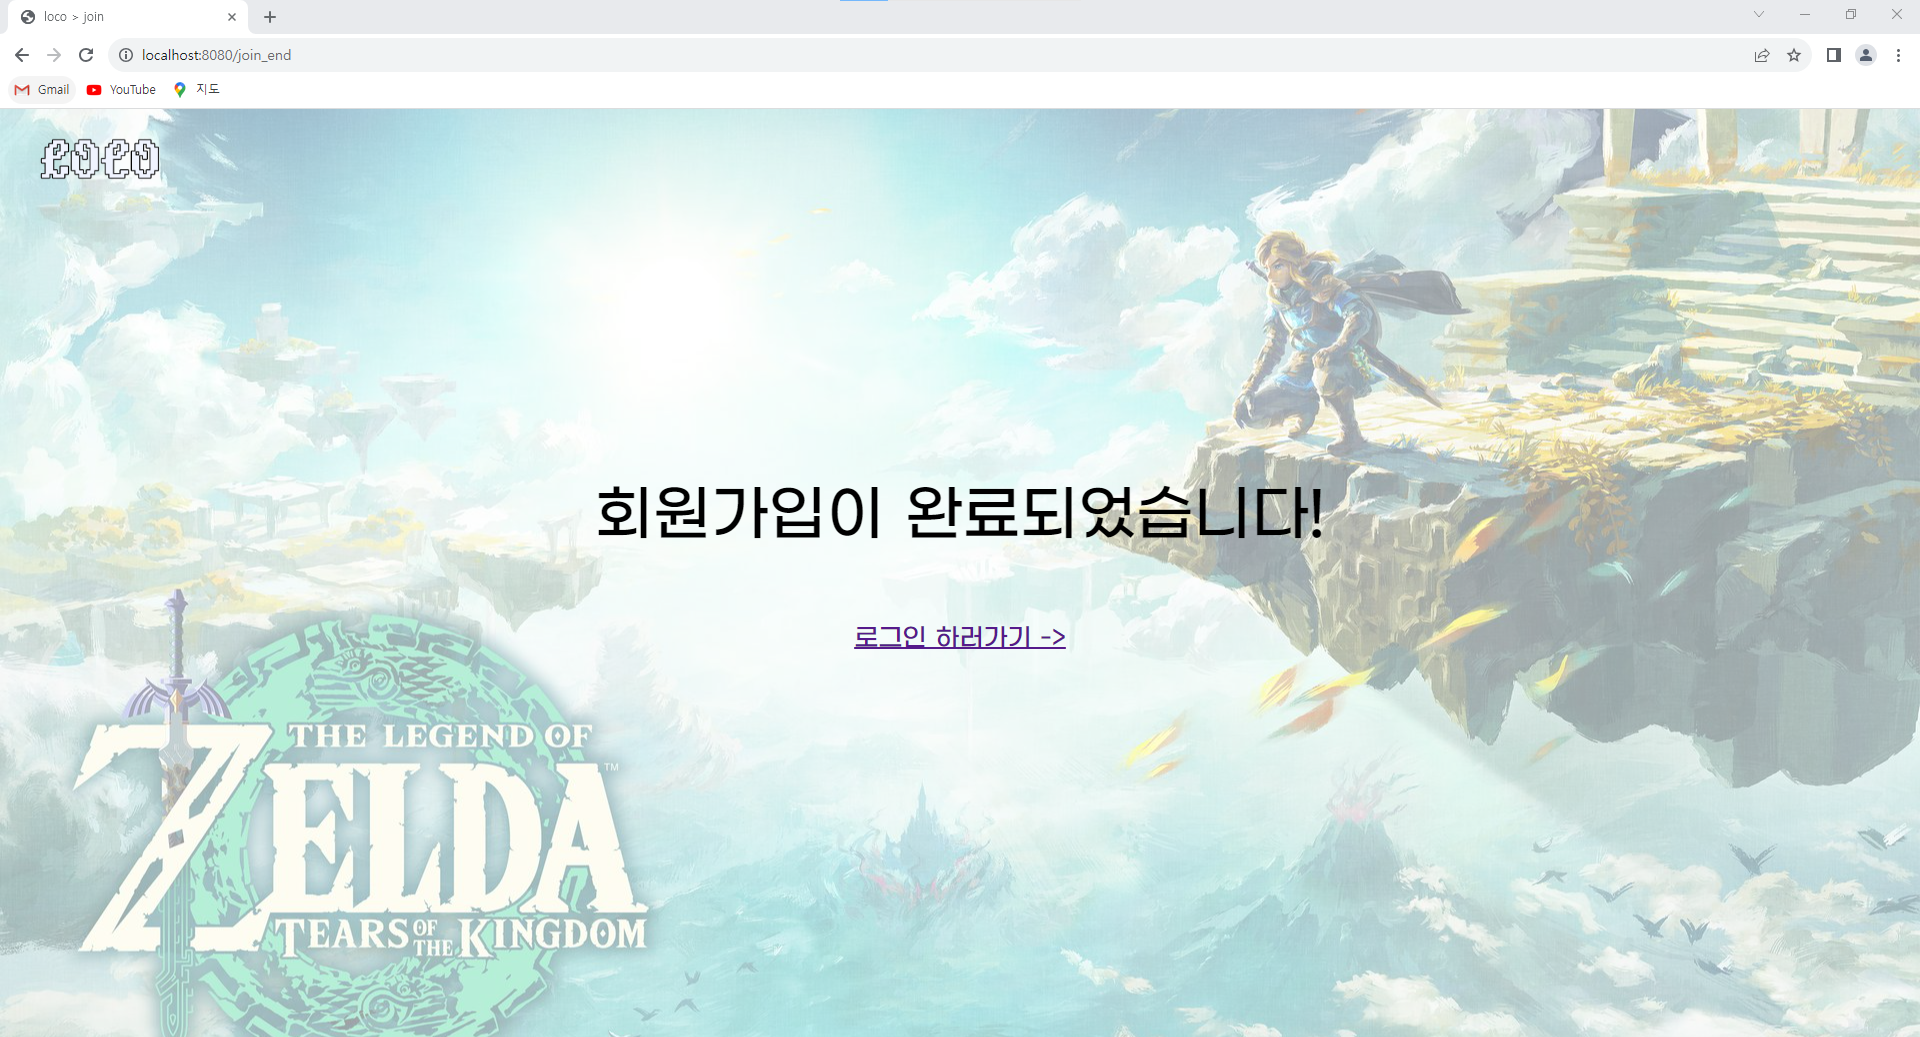 loco > join
localhost:8080/join_end
Gmail
YouTube
지도
LOCO
회원가입이 완료되었습니다!
로그인 하러가기 ->
THE LEGEND OF
ZELDA™
TEARS OF THE KINGDOM